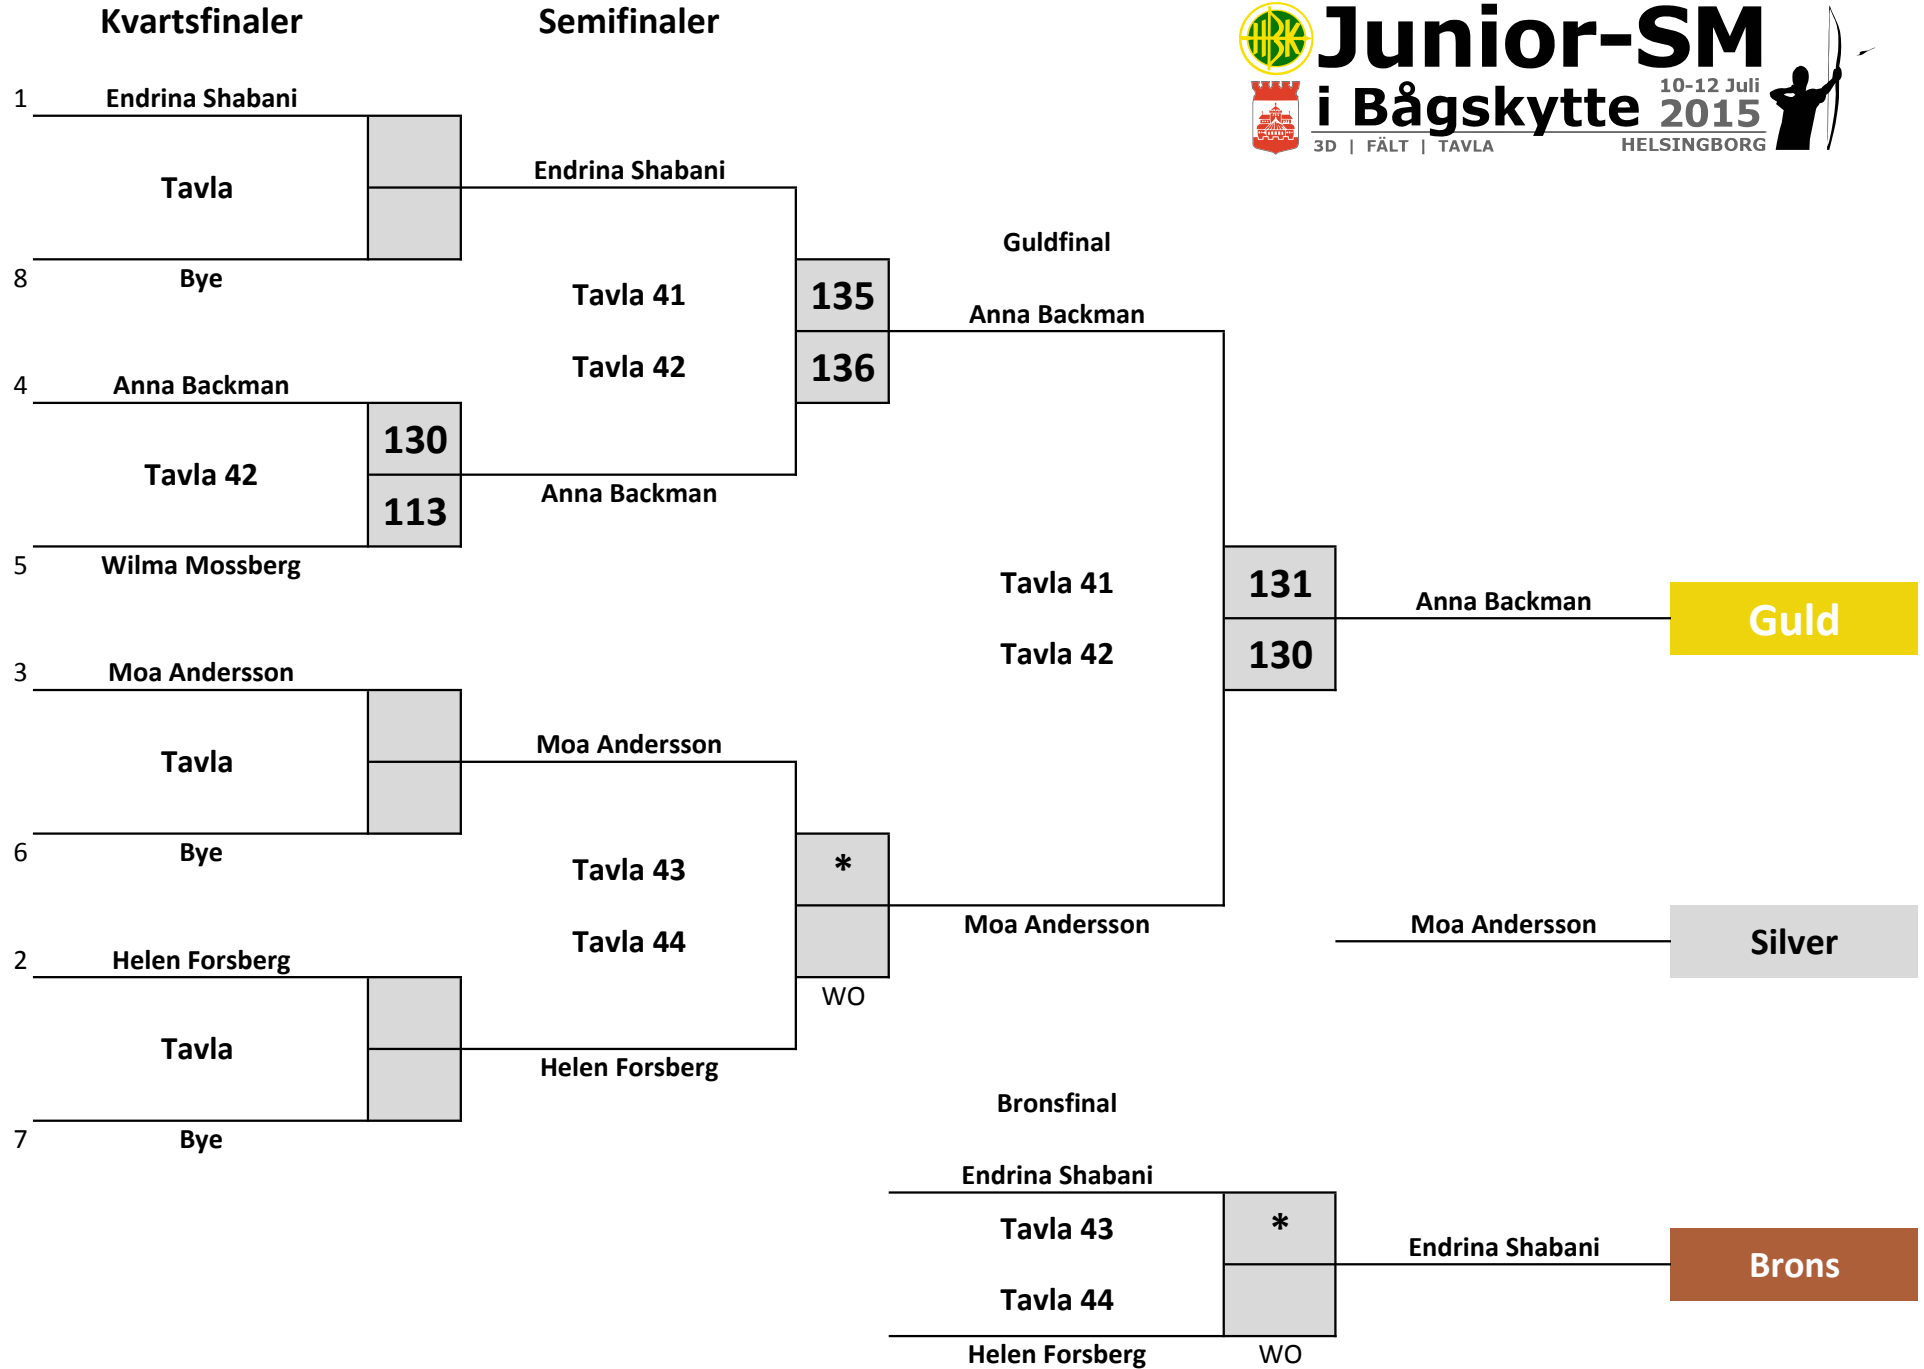 Kvartsfinaler
Semifinaler
HBK
Junior-SM
i Bågskytte
10-12 Juli
2015
3D | FÄLT | TAVLA
HELSINGBORG
1
Endrina Shabani
Tavla
8
Bye
Endrina Shabani
Tavla 41
135
Tavla 42
136
Guldfinal
Anna Backman
4
Anna Backman
130
Tavla 42
113
5
Wilma Mossberg
Anna Backman
Tavla 41
131
Tavla 42
130
Anna Backman
Guld
3
Moa Andersson
Tavla
6
Bye
Moa Andersson
Tavla 43
*
Tavla 44
WO
Moa Andersson
Moa Andersson
Silver
2
Helen Forsberg
Tavla
7
Bye
Helen Forsberg
Bronsfinal
Endrina Shabani
Tavla 43
*
Tavla 44
Helen Forsberg
WO
Endrina Shabani
Brons